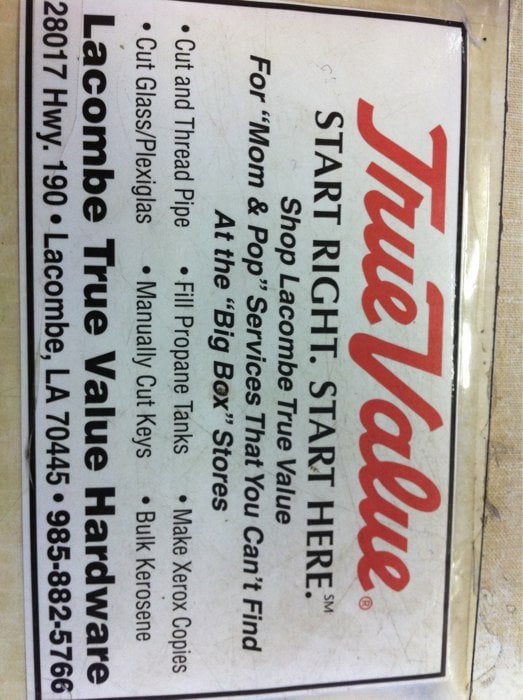 True Value®
START RIGHT. START HERE.℠
Shop Lacombe True Value
For "Mom & Pop" Services That You Can't Find
At the "Big Box" Stores
• Cut and Thread Pipe • Fill Propane Tanks • Make Xerox Copies
• Cut Glass/Plexiglas • Manually Cut Keys • Bulk Kerosene
Lacombe True Value Hardware
28017 Hwy. 190 • Lacombe, LA 70445 • 985-882-5766